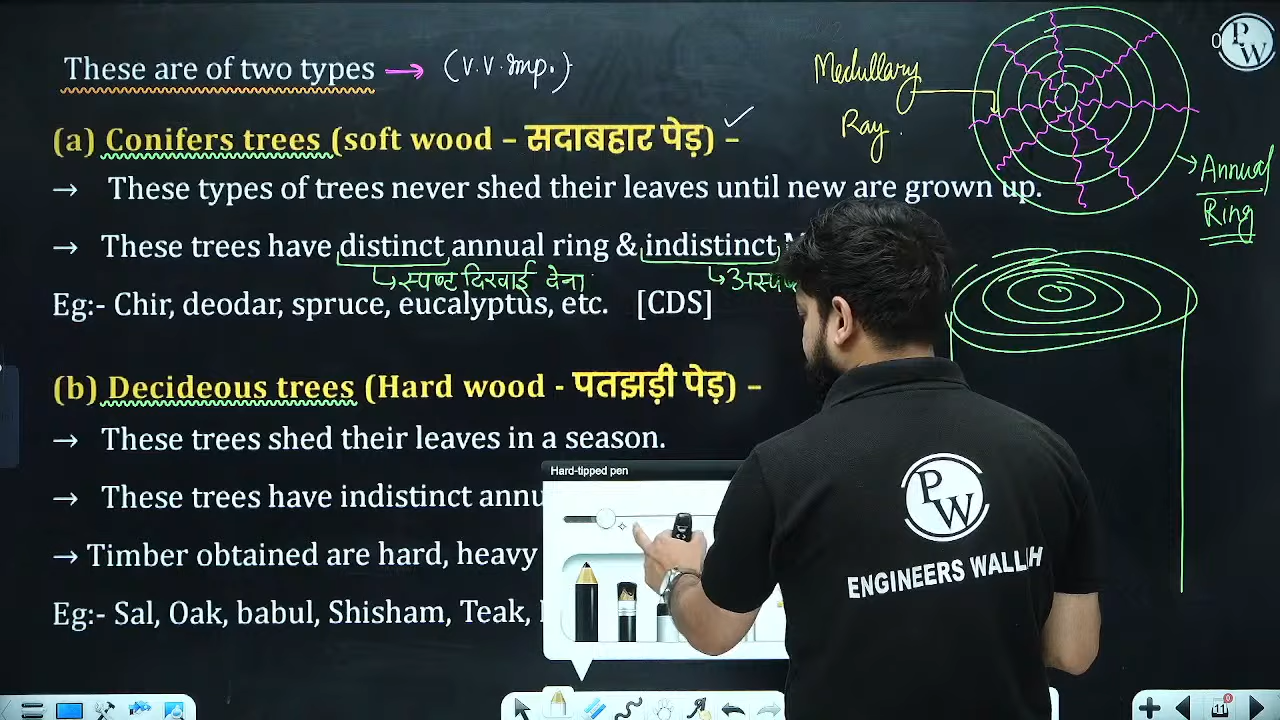 These are of two types → (V.V. Imp.)
Medullary
Ray.
(a) Conifers trees (soft wood – सदाबहार पेड़) –
→ These types of trees never shed their leaves until new are grown up.
Annual
Ring
→ These trees have distinct annual ring & indistinct
स्पष्ट दिखाई देना
Eg:- Chir, deodar, spruce, eucalyptus, etc. [CDS]
(b) Decideous trees (Hard wood - पतझड़ी पेड़) –
→ These trees shed their leaves in a season.
→ These trees have indistinct annu
→ Timber obtained are hard, heavy
Eg:- Sal, Oak, babul, Shisham, Teak,
Hard-tipped pen
PW
PW
ENGINEERS WALLAH